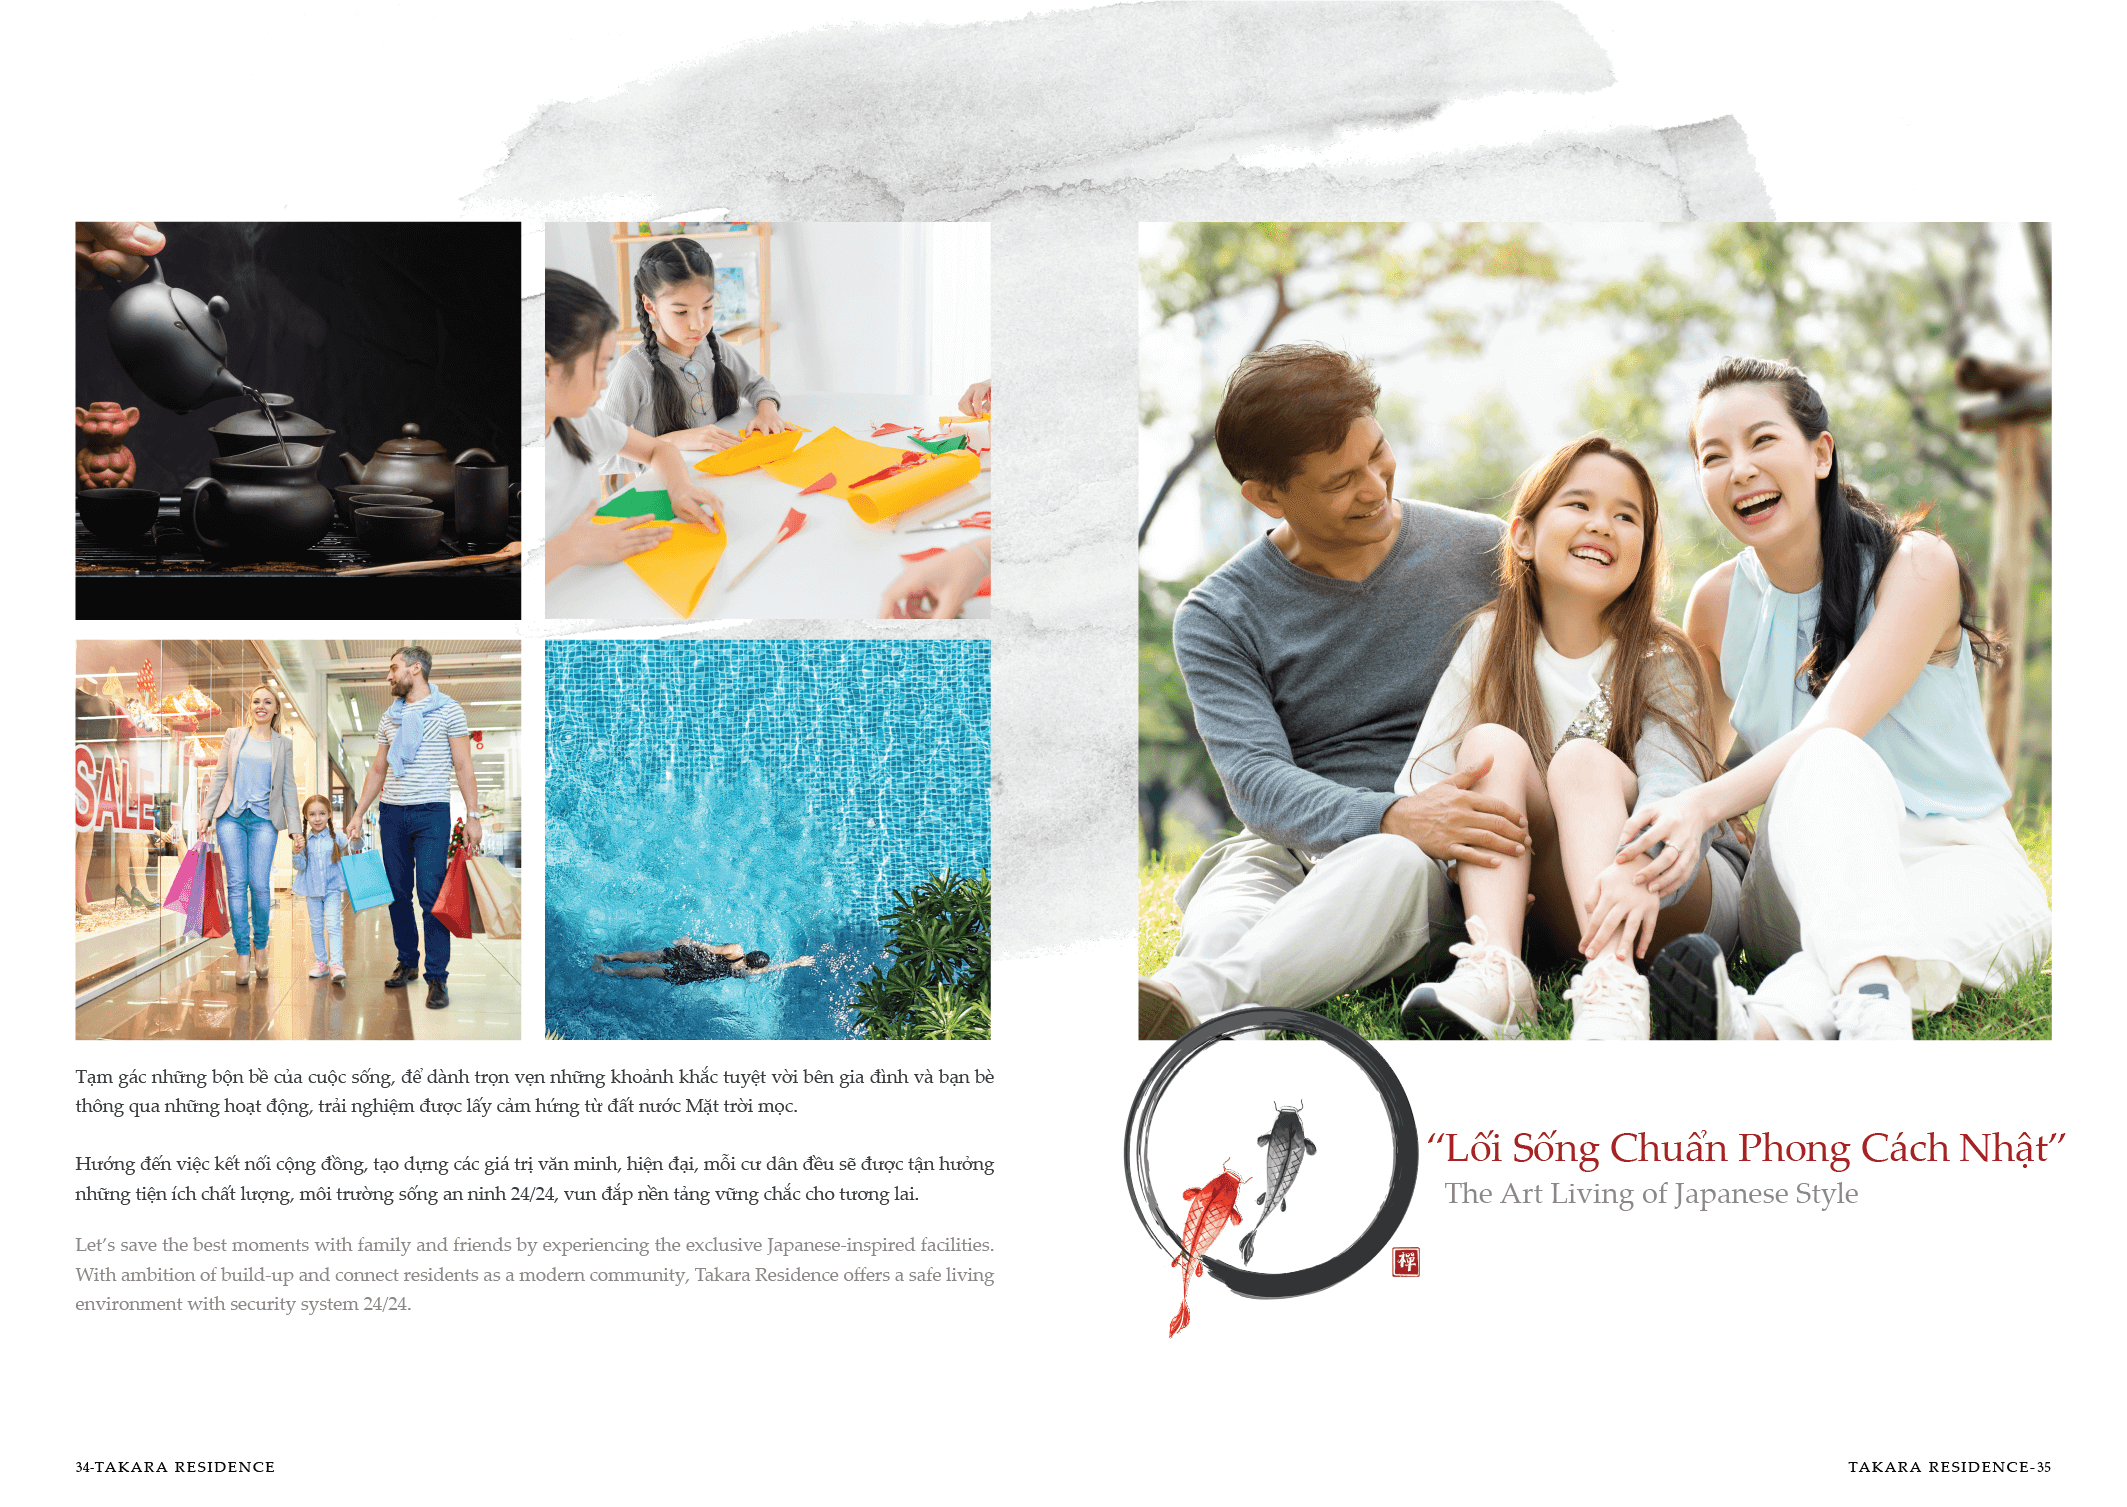 SALE
Tạm gác những bộn bề của cuộc sống, để dành trọn vẹn những khoảnh khắc tuyệt vời bên gia đình và bạn bè
thông qua những hoạt động, trải nghiệm được lấy cảm hứng từ đất nước Mặt trời mọc.
Hướng đến việc kết nối cộng đồng, tạo dựng các giá trị văn minh, hiện đại, mỗi cư dân đều sẽ được tận hưởng
những tiện ích chất lượng, môi trường sống an ninh 24/24, vun đắp nền tảng vững chắc cho tương lai.
Let’s save the best moments with family and friends by experiencing the exclusive Japanese-inspired facilities.
With ambition of build-up and connect residents as a modern community, Takara Residence offers a safe living
environment with security system 24/24.
34-TAKARA RESIDENCE
“Lối Sống Chuẩn Phong Cách Nhật”
The Art Living of Japanese Style
禪
TAKARA RESIDENCE-35